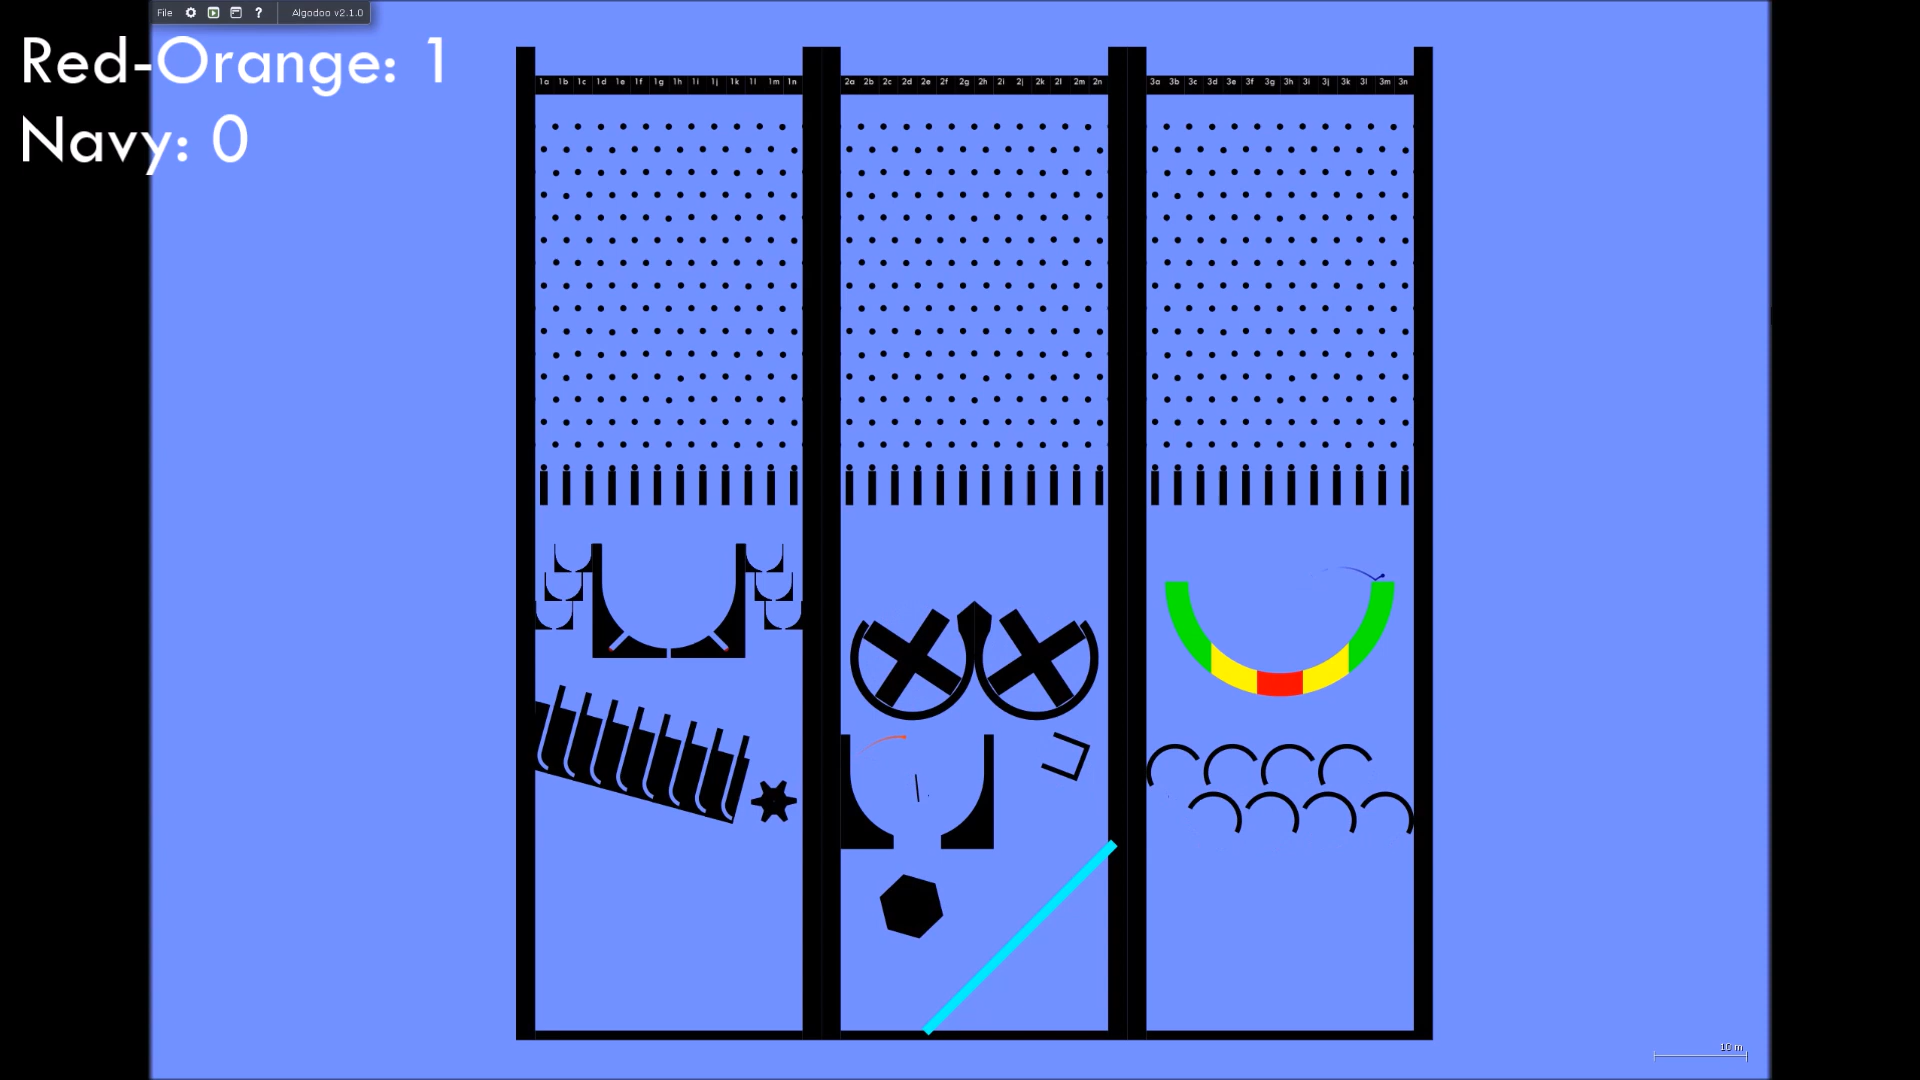 File ? Algodoo v2.1.0
Red-Orange: 1
Navy: 0
1a 1b 1c 1d 1e 1f 1g 1h 1i 1j 1k 1l 1m 1n 2a 2b 2c 2d 2e 2f 2g 2h 2i 2j 2k 2l 2m 2n 3a 3b 3c 3d 3e 3f 3g 3h 3i 3j 3k 3l 3m 3n
10 m